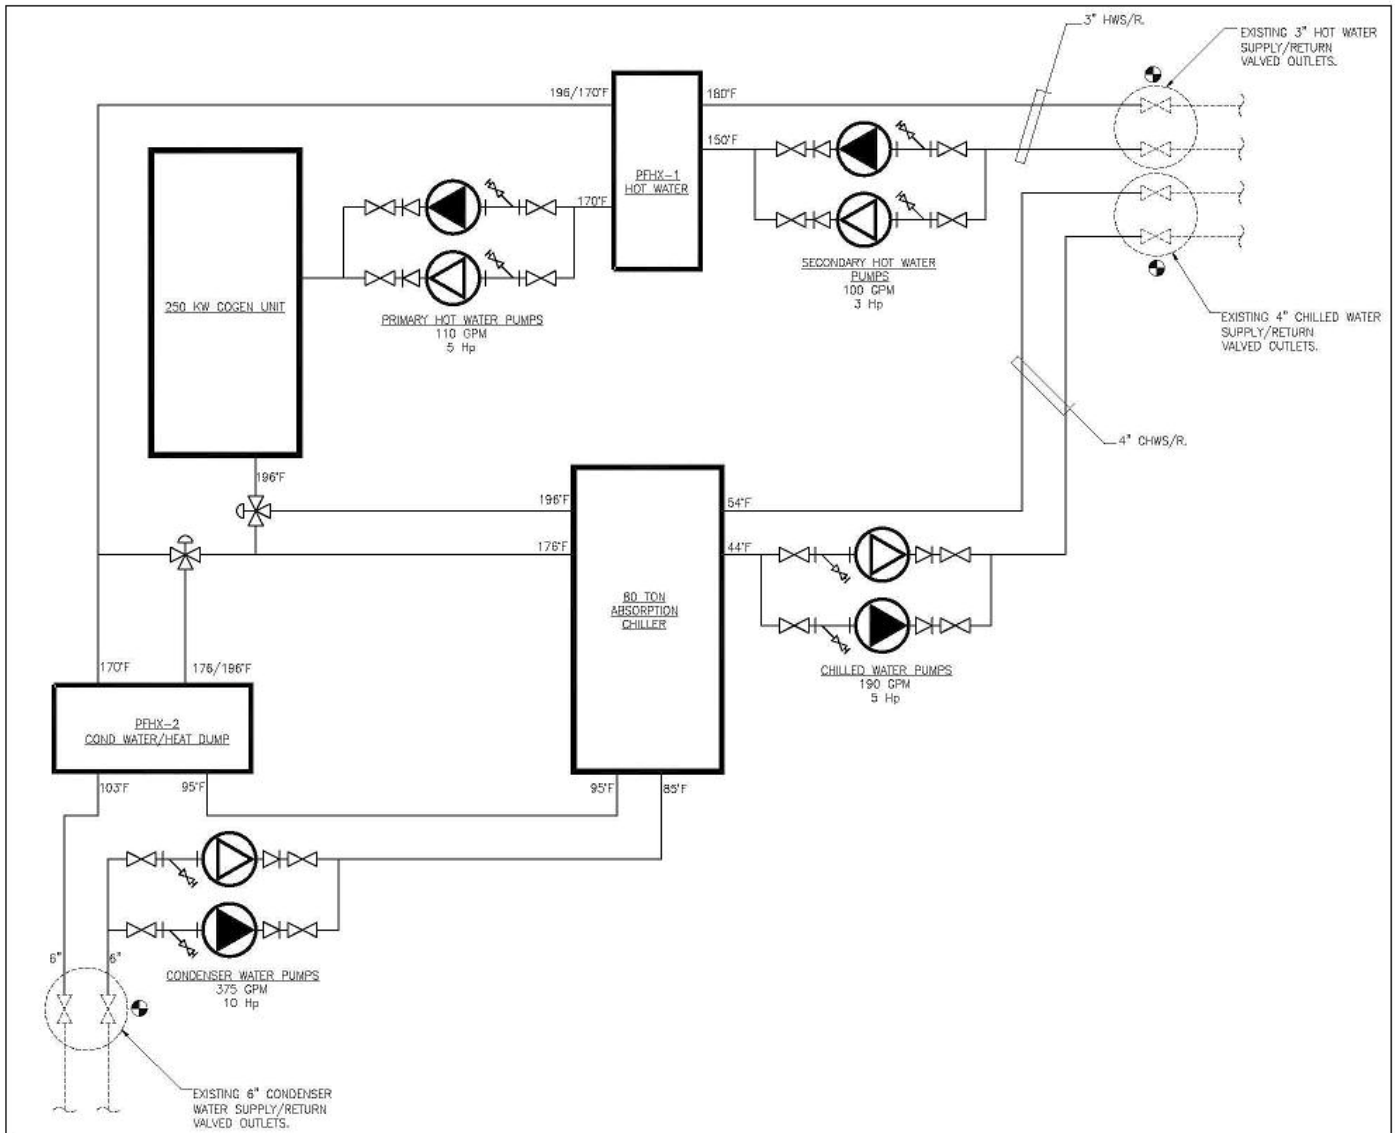 3" HWS/R.
EXISTING 3" HOT WATER
SUPPLY/RETURN
VALVED OUTLETS.
196/170°F
180°F
150°F
PFHX-1
HOT WATER
170°F
SECONDARY HOT WATER
PUMPS
100 GPM
3 Hp
250 KW COGEN UNIT
PRIMARY HOT WATER PUMPS
110 GPM
5 Hp
EXISTING 4" CHILLED WATER
SUPPLY/RETURN
VALVED OUTLETS.
4" CHWS/R.
196°F
196°F
54°F
176°F
44°F
80 TON
ABSORPTION
CHILLER
170°F
176/196°F
CHILLED WATER PUMPS
190 GPM
5 Hp
PFHX-2
COND WATER/HEAT DUMP
103°F
95°F
95°F
85°F
6"
6"
CONDENSER WATER PUMPS
375 GPM
10 Hp
EXISTING 6" CONDENSER
WATER SUPPLY/RETURN
VALVED OUTLETS.